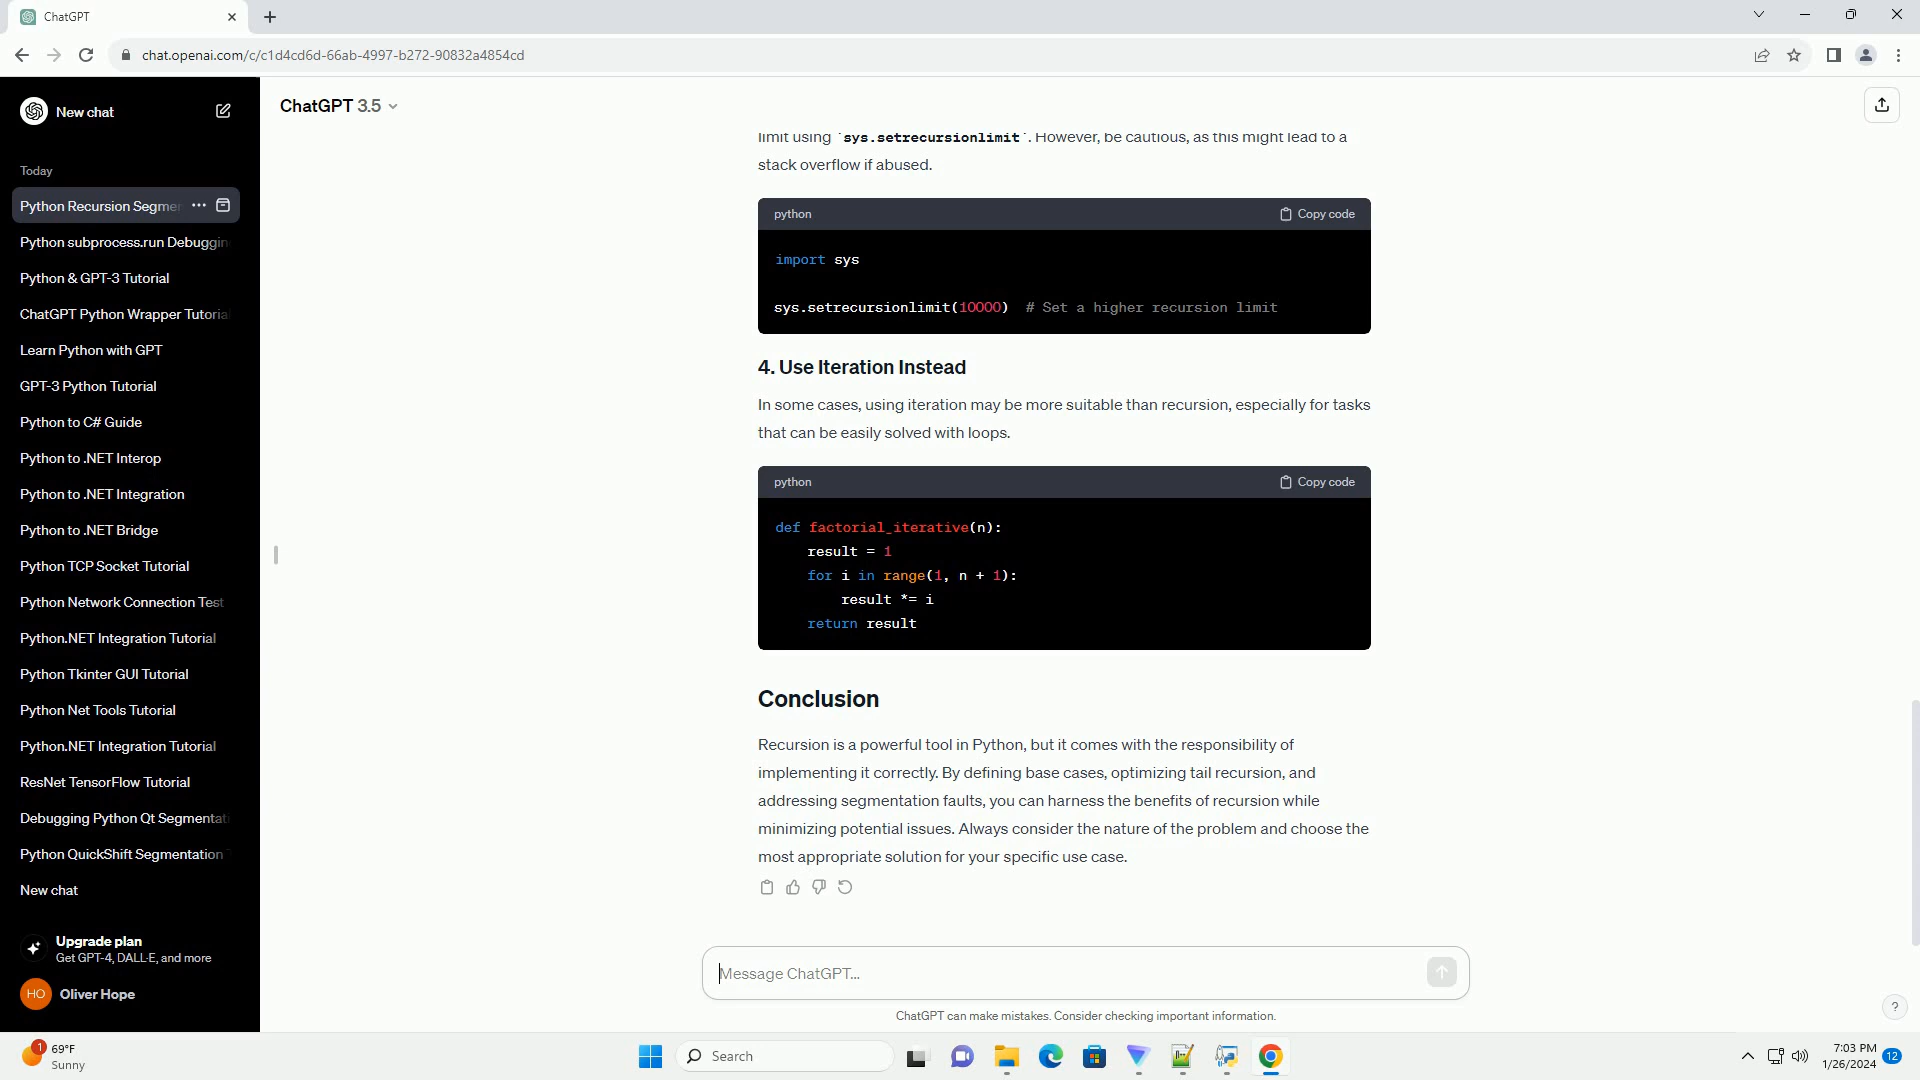 ChatGPT
chat.openai.com/c/c1d4cd6d-66ab-4997-b272-90832a4854cd
New chat
Today
Python Recursion Segmen
Python subprocess.run Debuggin
Python & GPT-3 Tutorial
ChatGPT Python Wrapper Tutoria
Learn Python with GPT
GPT-3 Python Tutorial
Python to C# Guide
Python to .NET Interop
Python to .NET Integration
Python to .NET Bridge
Python TCP Socket Tutorial
Python Network Connection Test
Python.NET Integration Tutorial
Python Tkinter GUI Tutorial
Python Net Tools Tutorial
Python.NET Integration Tutorial
ResNet TensorFlow Tutorial
Debugging Python Qt Segmentati
Python QuickShift Segmentation T
New chat
Upgrade plan
Get GPT-4, DALL·E, and more
HO Oliver Hope
ChatGPT 3.5
limit using `sys.setrecursionlimit`. However, be cautious, as this might lead to a
stack overflow if abused.
python Copy code
import sys
sys.setrecursionlimit(10000)  # Set a higher recursion limit
4. Use Iteration Instead
In some cases, using iteration may be more suitable than recursion, especially for tasks
that can be easily solved with loops.
python Copy code
def factorial_iterative(n):
    result = 1
    for i in range(1, n + 1):
        result *= i
    return result
Conclusion
Recursion is a powerful tool in Python, but it comes with the responsibility of
implementing it correctly. By defining base cases, optimizing tail recursion, and
addressing segmentation faults, you can harness the benefits of recursion while
minimizing potential issues. Always consider the nature of the problem and choose the
most appropriate solution for your specific use case.
Message ChatGPT...
ChatGPT can make mistakes. Consider checking important information.
?
1
69°F
Sunny
Search
7:03 PM
1/26/2024
12